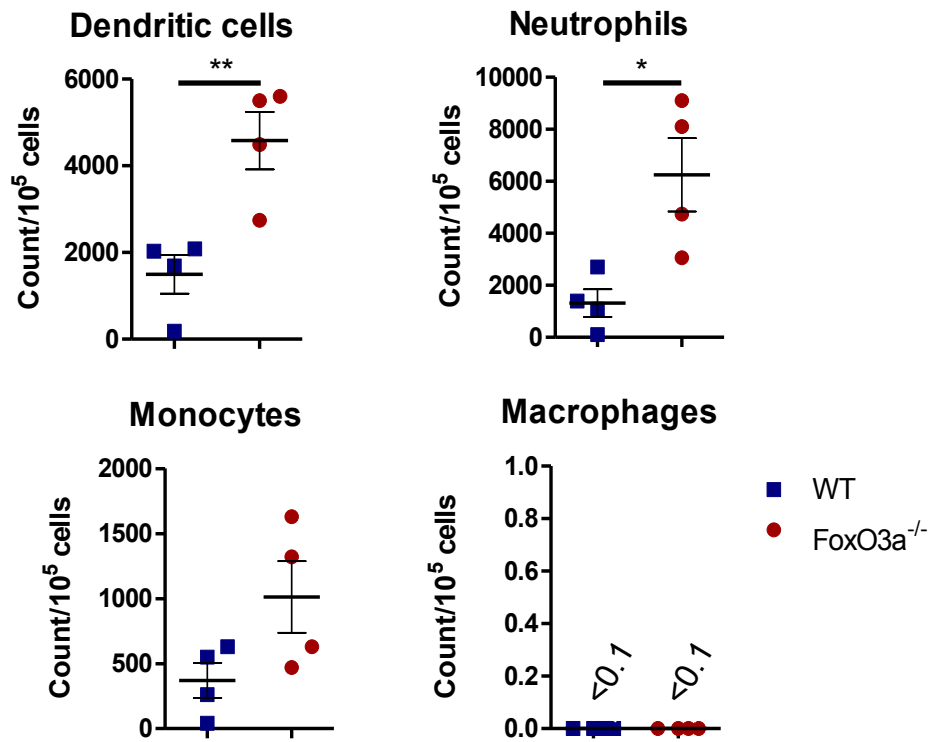 Dendritic cells
**
6000
4000
2000
0
Count/10⁵ cells
Neutrophils
*
10000
8000
6000
4000
2000
0
Count/10⁵ cells
Monocytes
2000
1500
1000
500
0
Count/10⁵ cells
Macrophages
1.0
0.8
0.6
0.4
0.2
0.0
Count/10⁵ cells
<0.1
<0.1
WT
FoxO3a⁻/⁻